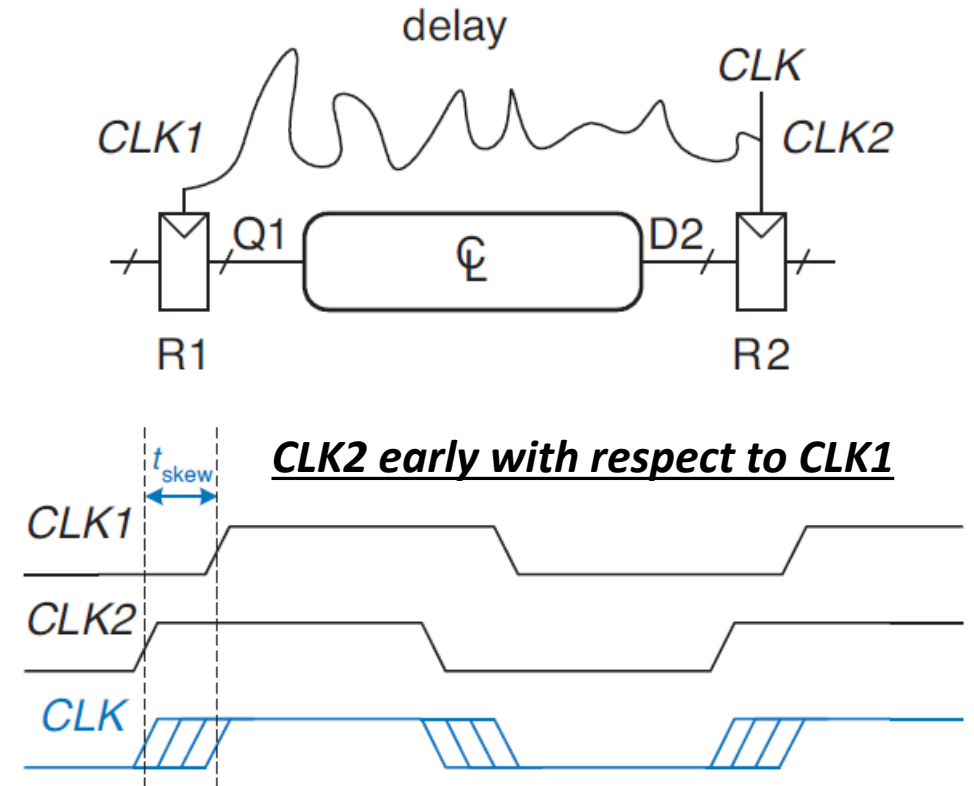 delay
CLK
CLK1
CLK2
Q1
CL
D2
R1
R2
tskew
CLK2 early with respect to CLK1
CLK1
CLK2
CLK